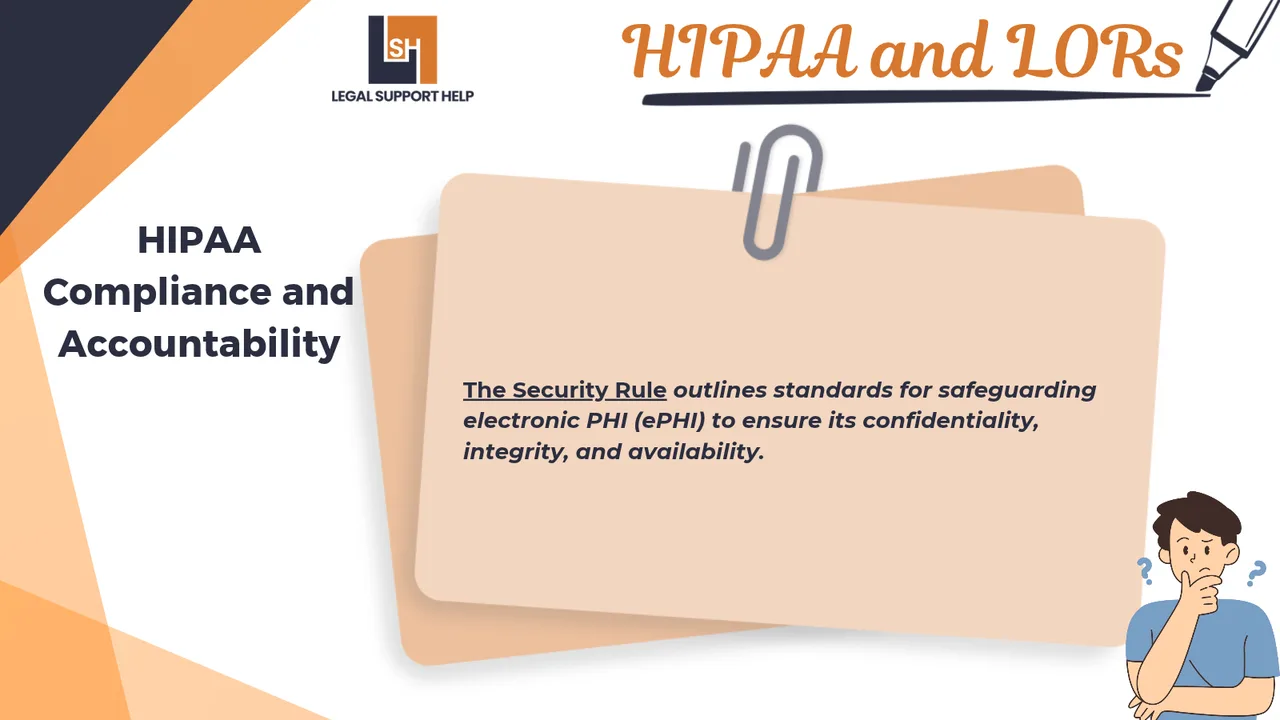 SH
LEGAL SUPPORT HELP
HIPAA and LORs
HIPAA
Compliance and
Accountability
The Security Rule outlines standards for safeguarding
electronic PHI (ePHI) to ensure its confidentiality,
integrity, and availability.
? ?